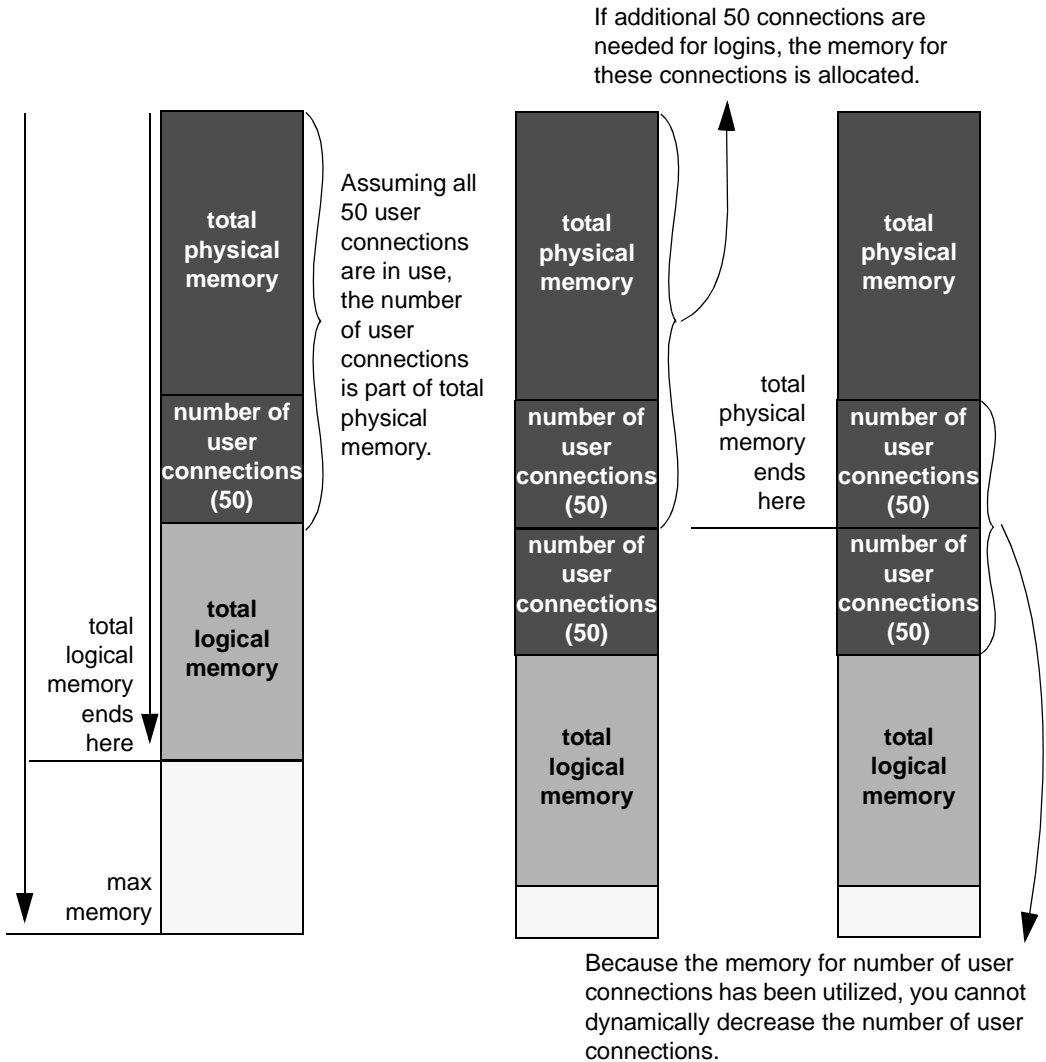 If additional 50 connections are
needed for logins, the memory for
these connections is allocated.
total
physical
memory
number of
user
connections
(50)
total
logical
memory
Assuming all
50 user
connections
are in use,
the number
of user
connections
is part of total
physical
memory.
total
logical
memory
ends
here
max
memory
total
physical
memory
number of
user
connections
(50)
number of
user
connections
(50)
total
logical
memory
total
physical
memory
ends
here
total
physical
memory
number of
user
connections
(50)
number of
user
connections
(50)
total
logical
memory
Because the memory for number of user
connections has been utilized, you cannot
dynamically decrease the number of user
connections.